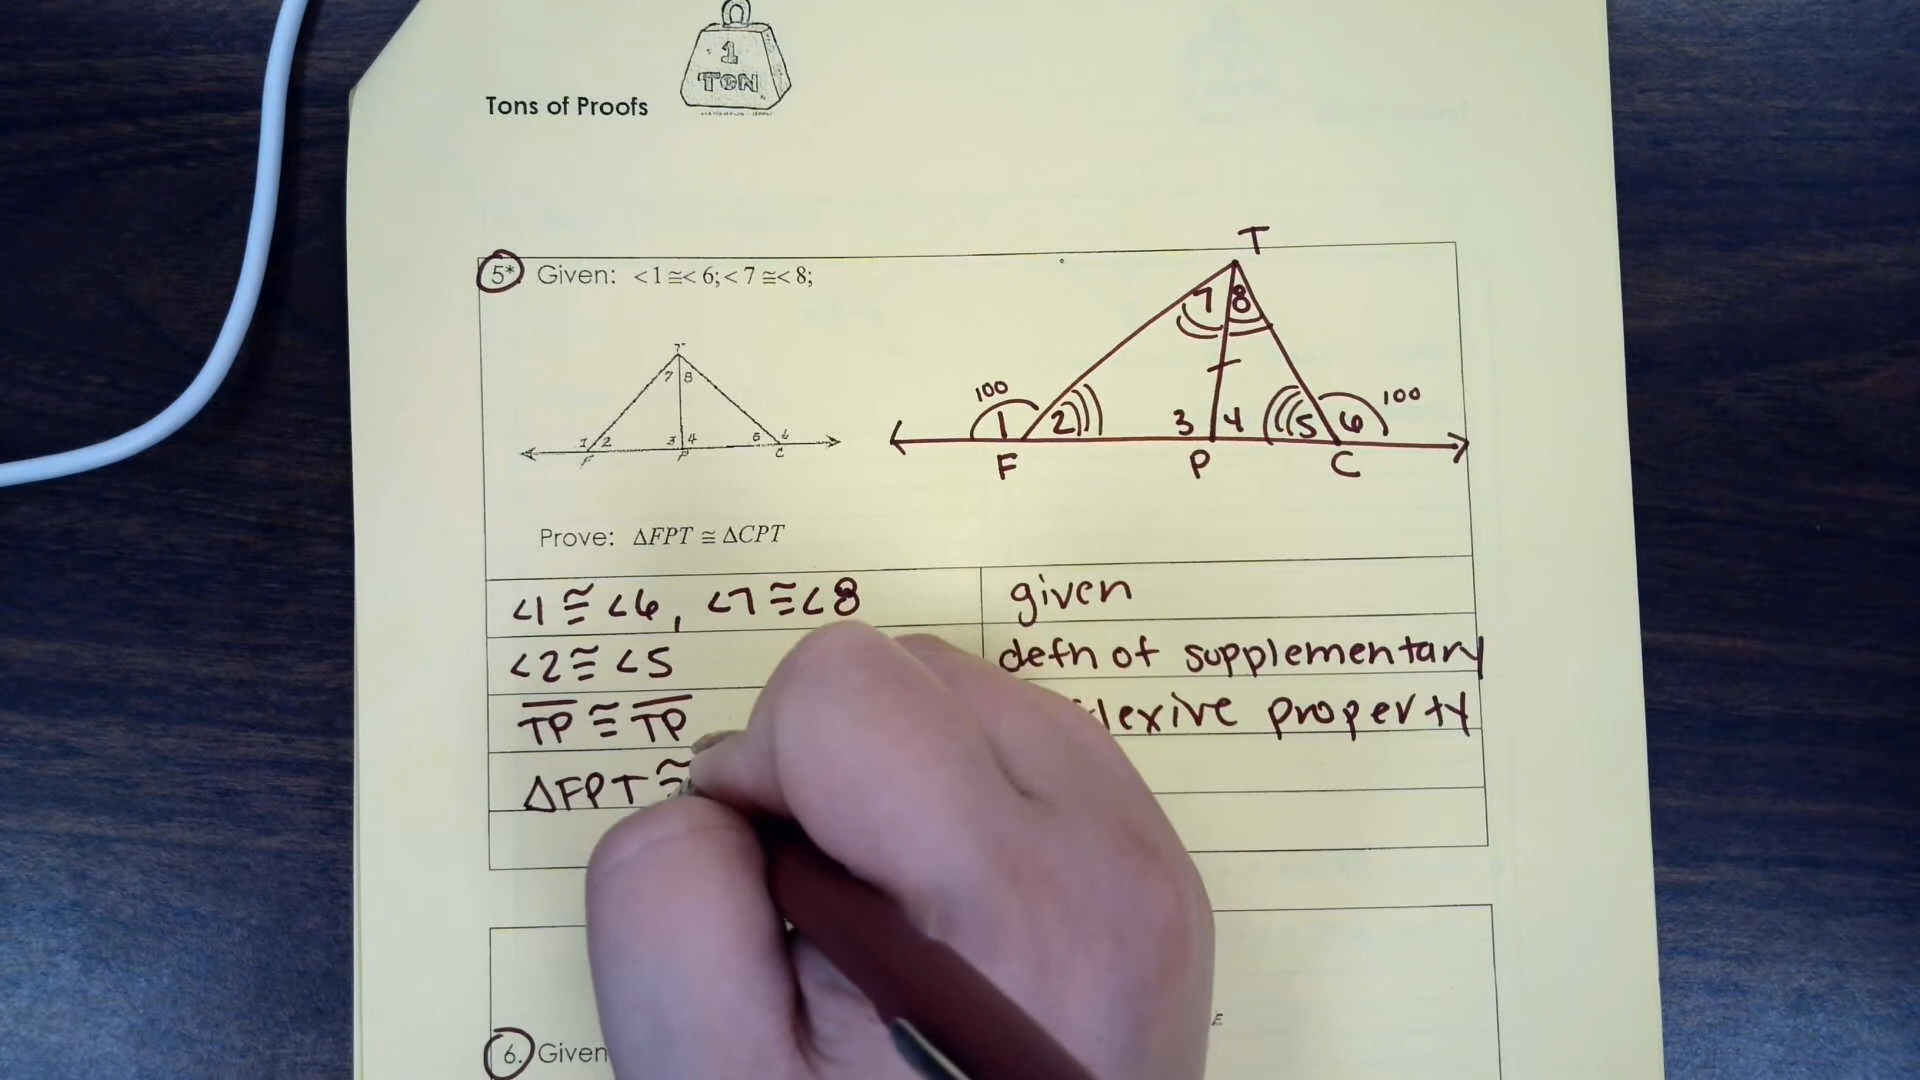 1
TON
Tons of Proofs
5* Given: <1 ≅< 6; < 7 ≅< 8;
T
7 8
100 100
1 2 3 4 5 6
F P C
7 8
1 2 3 4 5 6
F P C
Prove: ΔFPT ≅ ΔCPT
<1 ≅ <6, <7 ≅ <8 given
<2 ≅ <5 defn of supplementary
TP ≅ TP property
ΔFPT ≅
6. Given
E